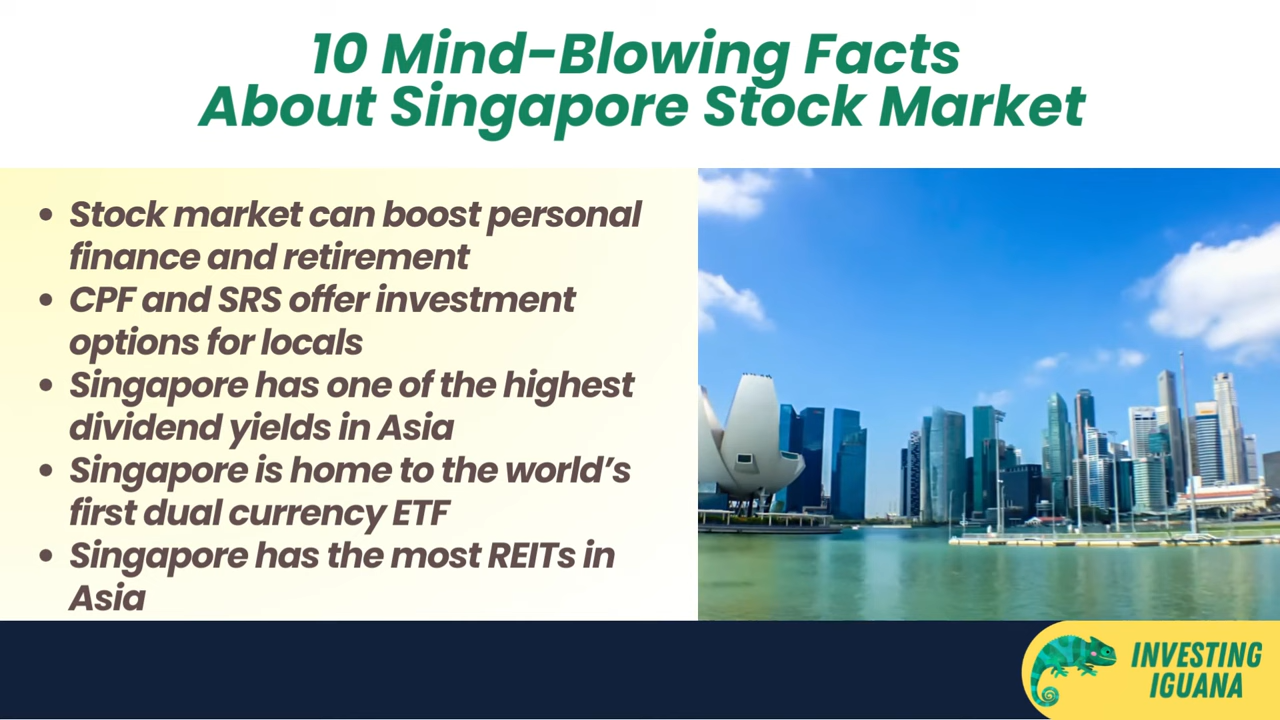 10 Mind-Blowing Facts
About Singapore Stock Market
• Stock market can boost personal
finance and retirement
• CPF and SRS offer investment
options for locals
• Singapore has one of the highest
dividend yields in Asia
• Singapore is home to the world’s
first dual currency ETF
• Singapore has the most REITs in
Asia
INVESTING
IGUANA